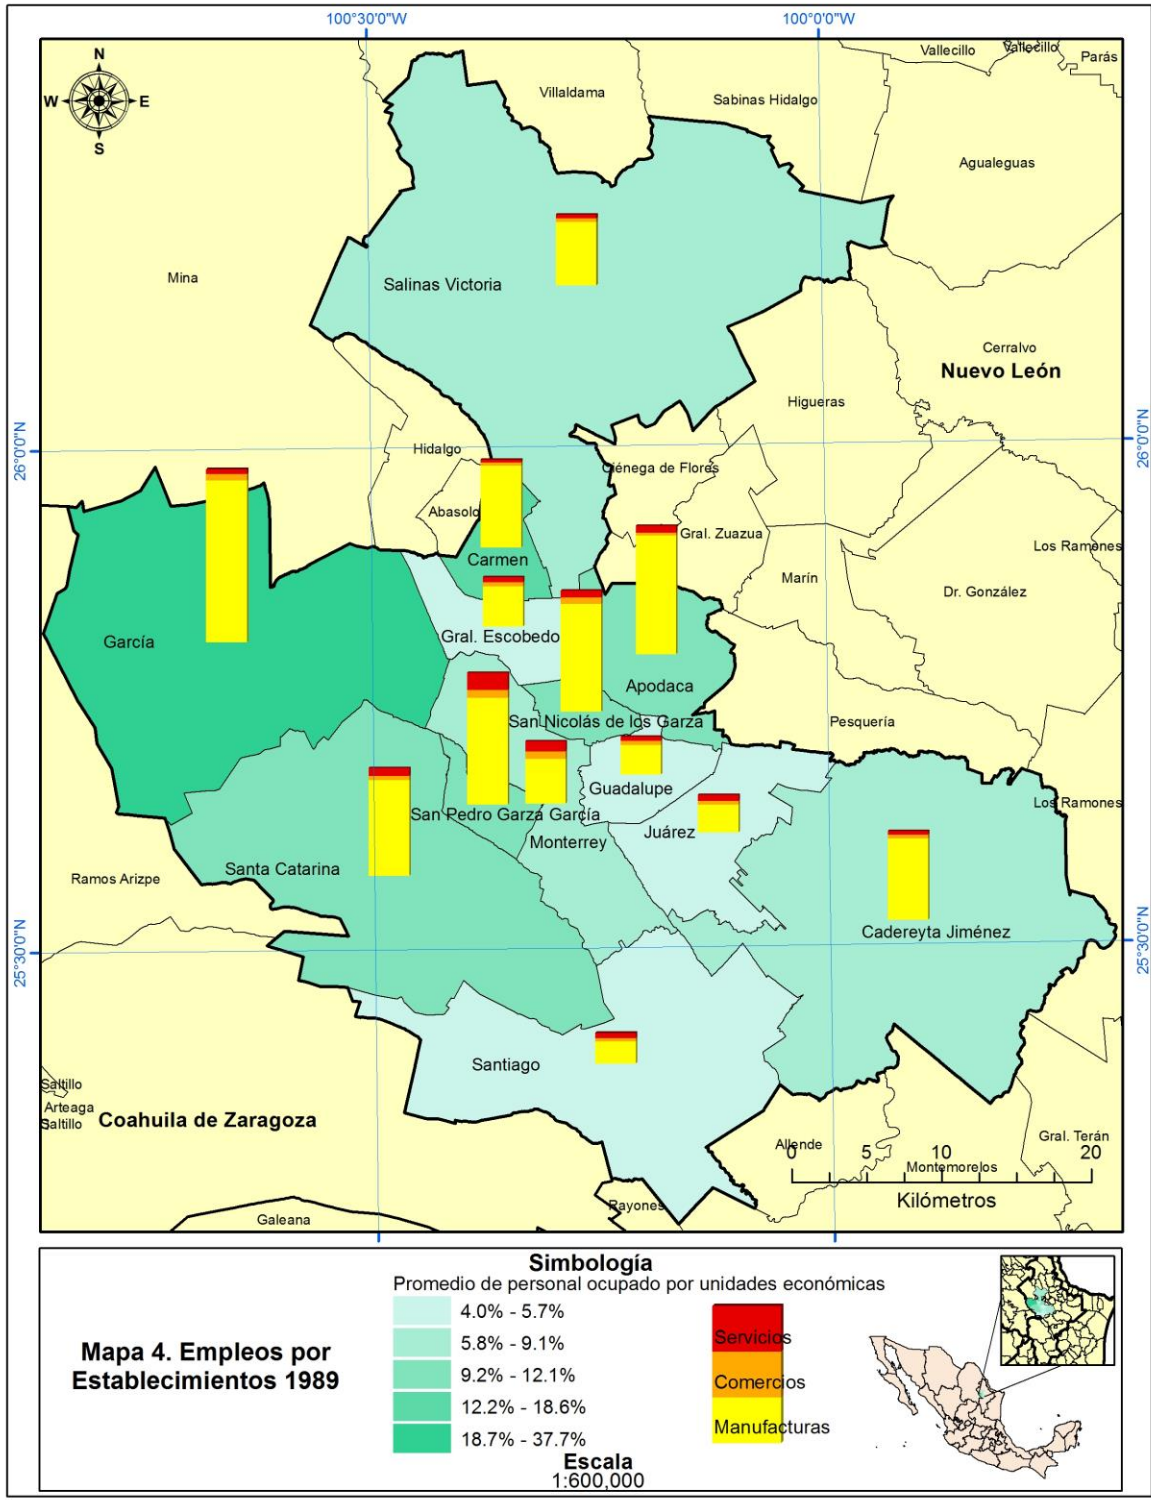 100°30'0"W
100°0'0"W
N
W
E
S
Vallecillo
Vallecillo
Parás
Villaldama
Sabinas Hidalgo
Agualeguas
Mina
Salinas Victoria
Cerralvo
Nuevo León
Higueras
26°0'0"N
26°0'0"N
Hidalgo
Ciénega de Flores
Abasolo
Gral. Zuazua
Los Ramones
Carmen
Marín
Dr. González
García
Gral. Escobedo
Apodaca
San Nicolás de los Garza
Pesquería
Guadalupe
Los Ramones
San Pedro Garza García
Juárez
Monterrey
Santa Catarina
Ramos Arizpe
Cadereyta Jiménez
25°30'0"N
25°30'0"N
Santiago
Saltillo
Arteaga
Saltillo
Coahuila de Zaragoza
Allende
Gral. Terán
0 5 10 20
Montemorelos
Kilómetros
Rayones
Galeana
Simbología
Promedio de personal ocupado por unidades económicas
4.0% - 5.7%
5.8% - 9.1%
9.2% - 12.1%
12.2% - 18.6%
18.7% - 37.7%
Servicios
Comercios
Manufacturas
Mapa 4. Empleos por
Establecimientos 1989
Escala
1:600,000